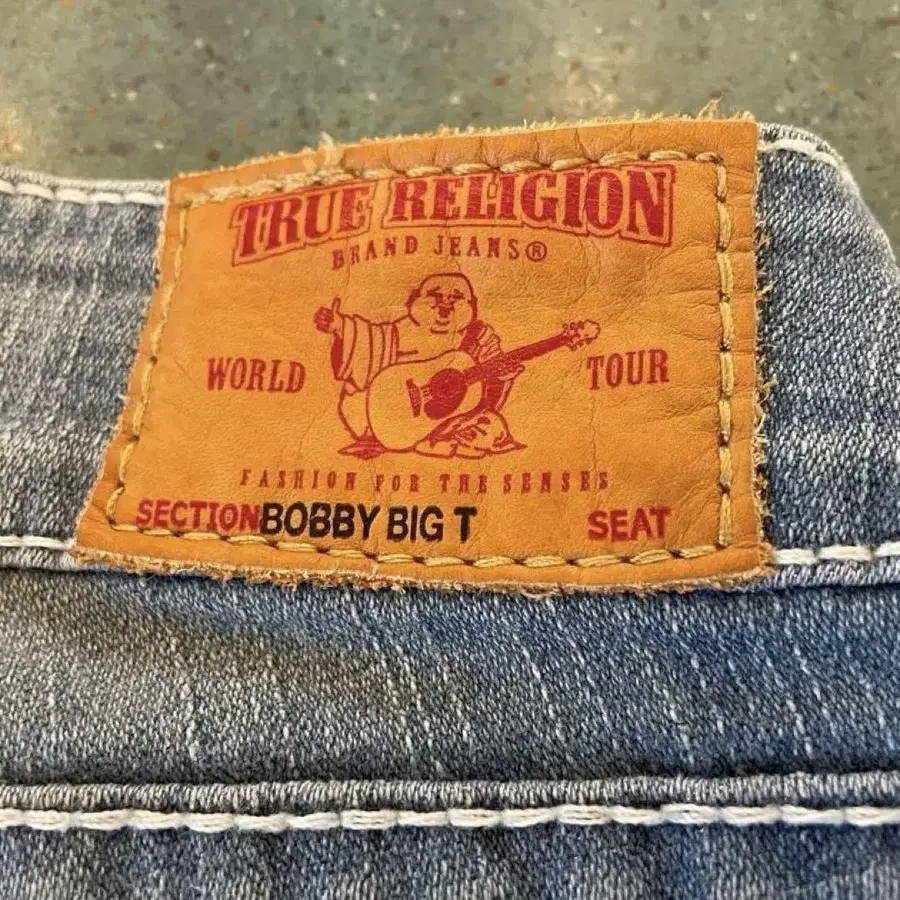 TRUE RELIGION
BRAND JEANS®
WORLD TOUR
FASHION FOR THE SENSES
SECTION BOBBY BIG T SEAT